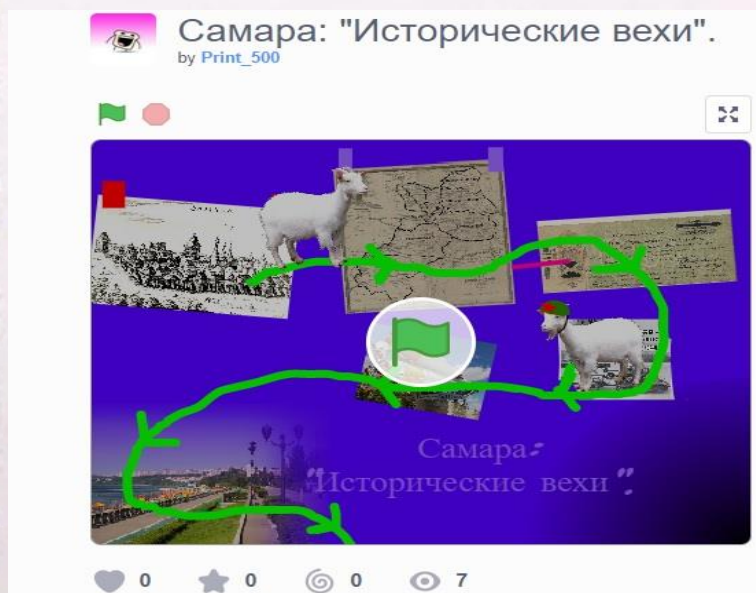 Самара: "Исторические вехи".
by Print_500
Самара:
"Исторические вехи".
0 0 0 7